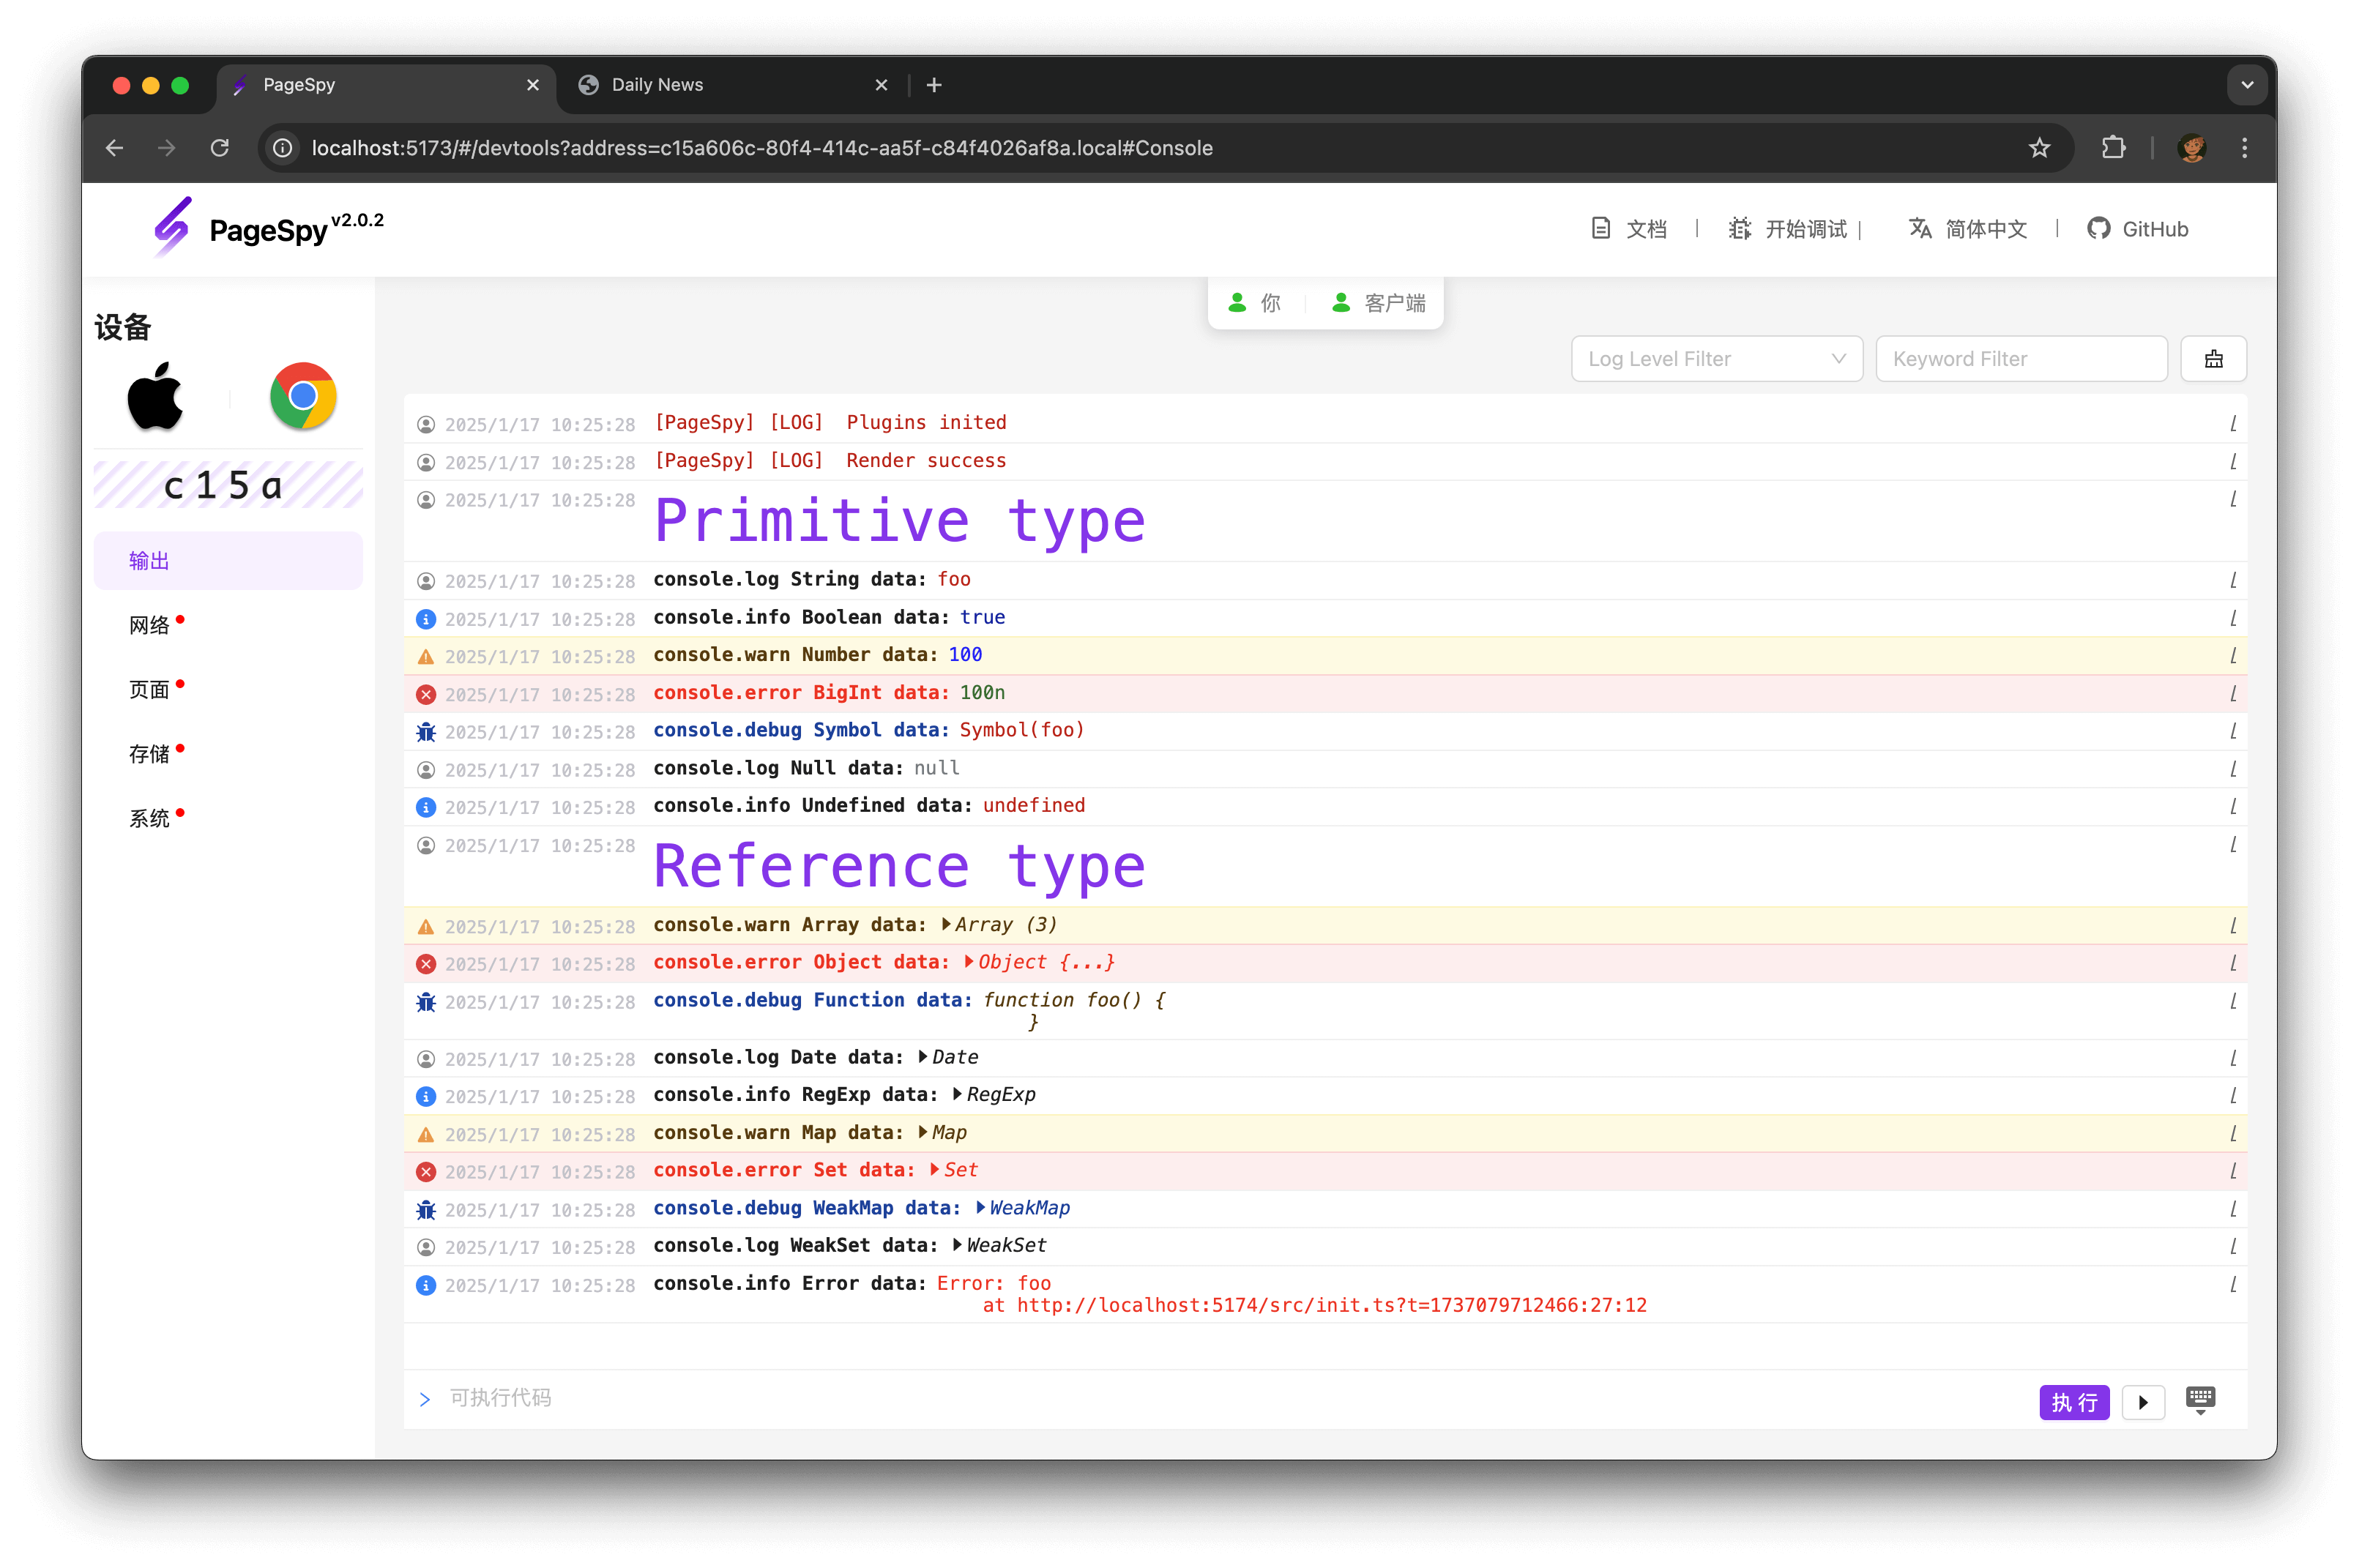 PageSpy
Daily News
localhost:5173/#/devtools?address=c15a606c-80f4-414c-aa5f-c84f4026af8a.local#Console
PageSpy v2.0.2
文档 | 开始调试 | 简体中文 | GitHub
设备
c15a
输出
网络
页面
存储
系统
你 客户端
Log Level Filter Keyword Filter
2025/1/17 10:25:28 [PageSpy] [LOG] Plugins inited
2025/1/17 10:25:28 [PageSpy] [LOG] Render success
2025/1/17 10:25:28 Primitive type
2025/1/17 10:25:28 console.log String data: foo
2025/1/17 10:25:28 console.info Boolean data: true
2025/1/17 10:25:28 console.warn Number data: 100
2025/1/17 10:25:28 console.error BigInt data: 100n
2025/1/17 10:25:28 console.debug Symbol data: Symbol(foo)
2025/1/17 10:25:28 console.log Null data: null
2025/1/17 10:25:28 console.info Undefined data: undefined
2025/1/17 10:25:28 Reference type
2025/1/17 10:25:28 console.warn Array data: Array (3)
2025/1/17 10:25:28 console.error Object data: Object {...}
2025/1/17 10:25:28 console.debug Function data: function foo() {
}
2025/1/17 10:25:28 console.log Date data: Date
2025/1/17 10:25:28 console.info RegExp data: RegExp
2025/1/17 10:25:28 console.warn Map data: Map
2025/1/17 10:25:28 console.error Set data: Set
2025/1/17 10:25:28 console.debug WeakMap data: WeakMap
2025/1/17 10:25:28 console.log WeakSet data: WeakSet
2025/1/17 10:25:28 console.info Error data: Error: foo
at http://localhost:5174/src/init.ts?t=1737079712466:27:12
> 可执行代码
执行